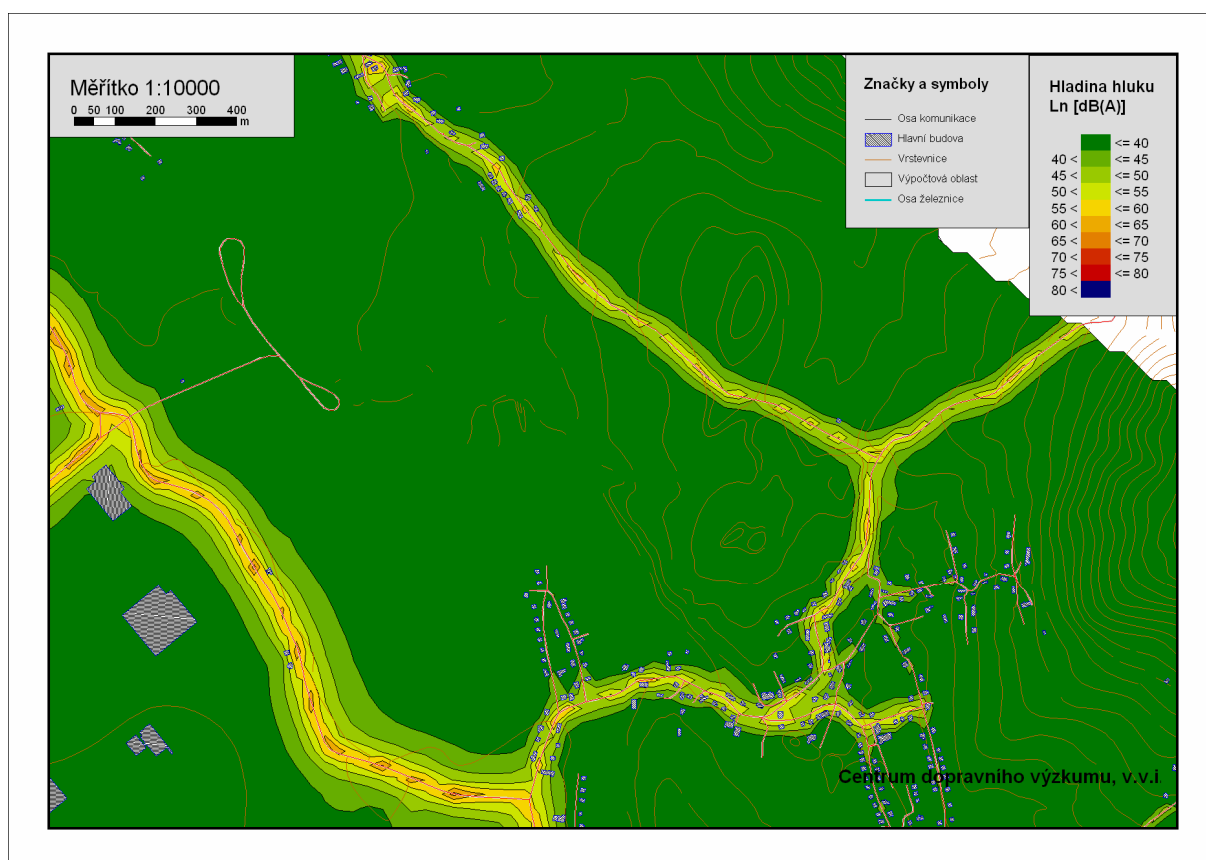 Měřítko 1:10000
0 50 100 200 300 400
m
Značky a symboly
Osa komunikace
Hlavní budova
Vrstevnice
Výpočtová oblast
Osa železnice
Hladina hluku
Ln [dB(A)]
<= 40
40 < <= 45
45 < <= 50
50 < <= 55
55 < <= 60
60 < <= 65
65 < <= 70
70 < <= 75
75 < <= 80
80 <
Centrum dopravního výzkumu, v.v.i.